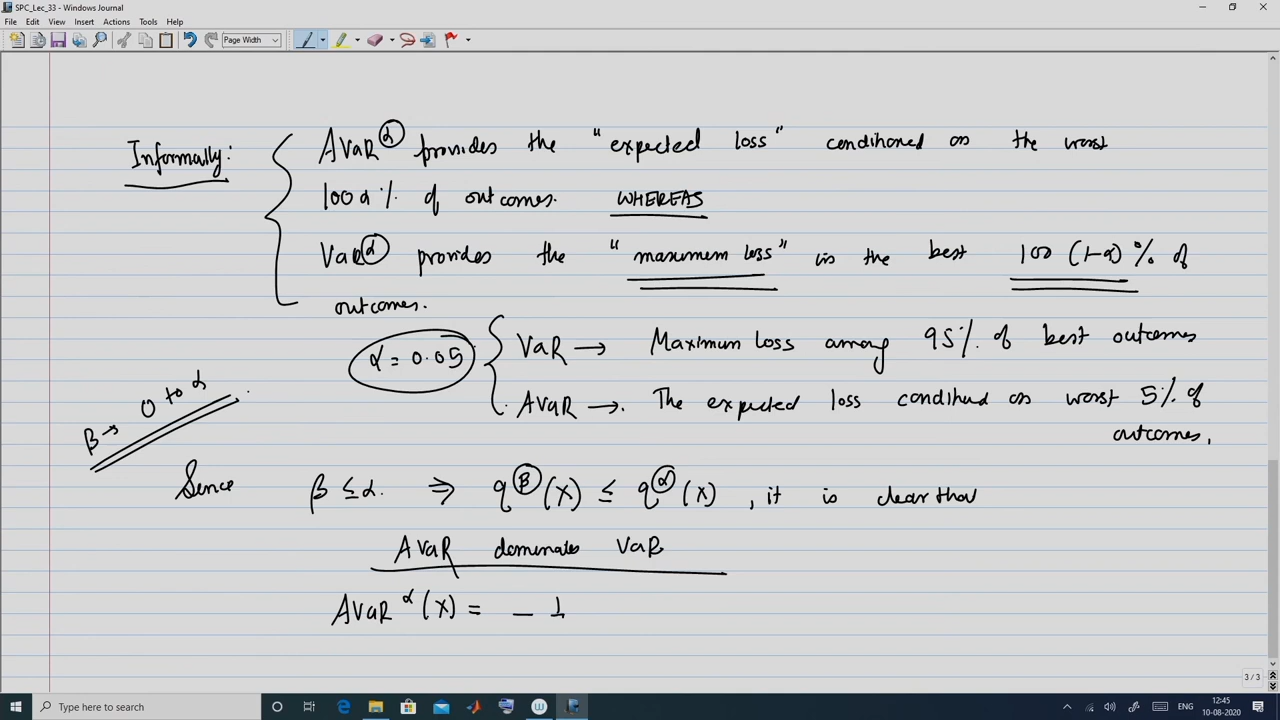 SPC_Lec_33 - Windows Journal
File Edit View Insert Actions Tools Help
Page Width
Informally: AVaR^α provides the "expected loss" conditioned on the worst
100α% of outcomes. WHEREAS
VaR^α provides the "maximum loss" in the best 100 (1-α) % of
outcomes.
α = 0.05 { VaR → Maximum loss among 95% of best outcomes
AVaR → The expected loss conditined on worst 5% of
outcomes.
β → 0 to α
Since β ≤ α ⇒ q^β (X) ≤ q^α (X), it is clear that
AVaR dominates VaR
AVaR^α (X) = – 1
3/3
Type here to search
ENG
12:45
10-08-2020